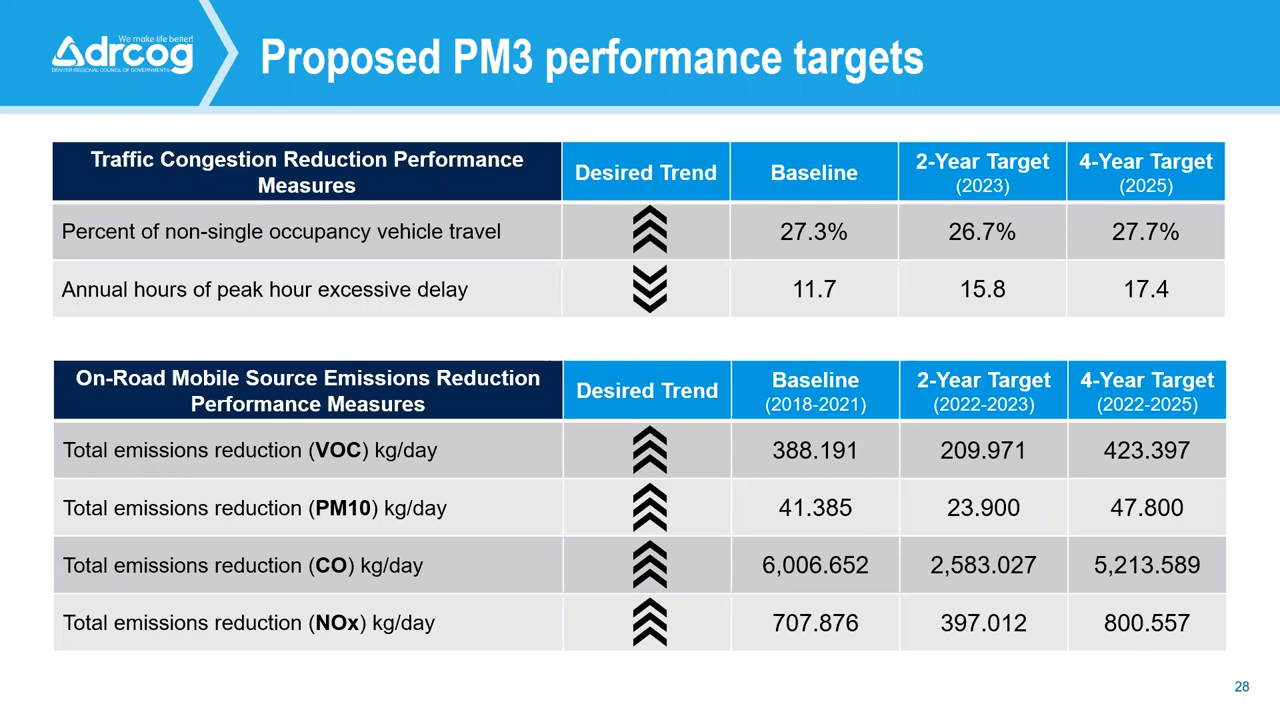 We make life better!
drcog
DENVER REGIONAL COUNCIL OF GOVERNMENTS
Proposed PM3 performance targets
Traffic Congestion Reduction Performance Measures Desired Trend Baseline 2-Year Target (2023) 4-Year Target (2025)
Percent of non-single occupancy vehicle travel 27.3% 26.7% 27.7%
Annual hours of peak hour excessive delay 11.7 15.8 17.4
On-Road Mobile Source Emissions Reduction Performance Measures Desired Trend Baseline (2018-2021) 2-Year Target (2022-2023) 4-Year Target (2022-2025)
Total emissions reduction (VOC) kg/day 388.191 209.971 423.397
Total emissions reduction (PM10) kg/day 41.385 23.900 47.800
Total emissions reduction (CO) kg/day 6,006.652 2,583.027 5,213.589
Total emissions reduction (NOx) kg/day 707.876 397.012 800.557
28